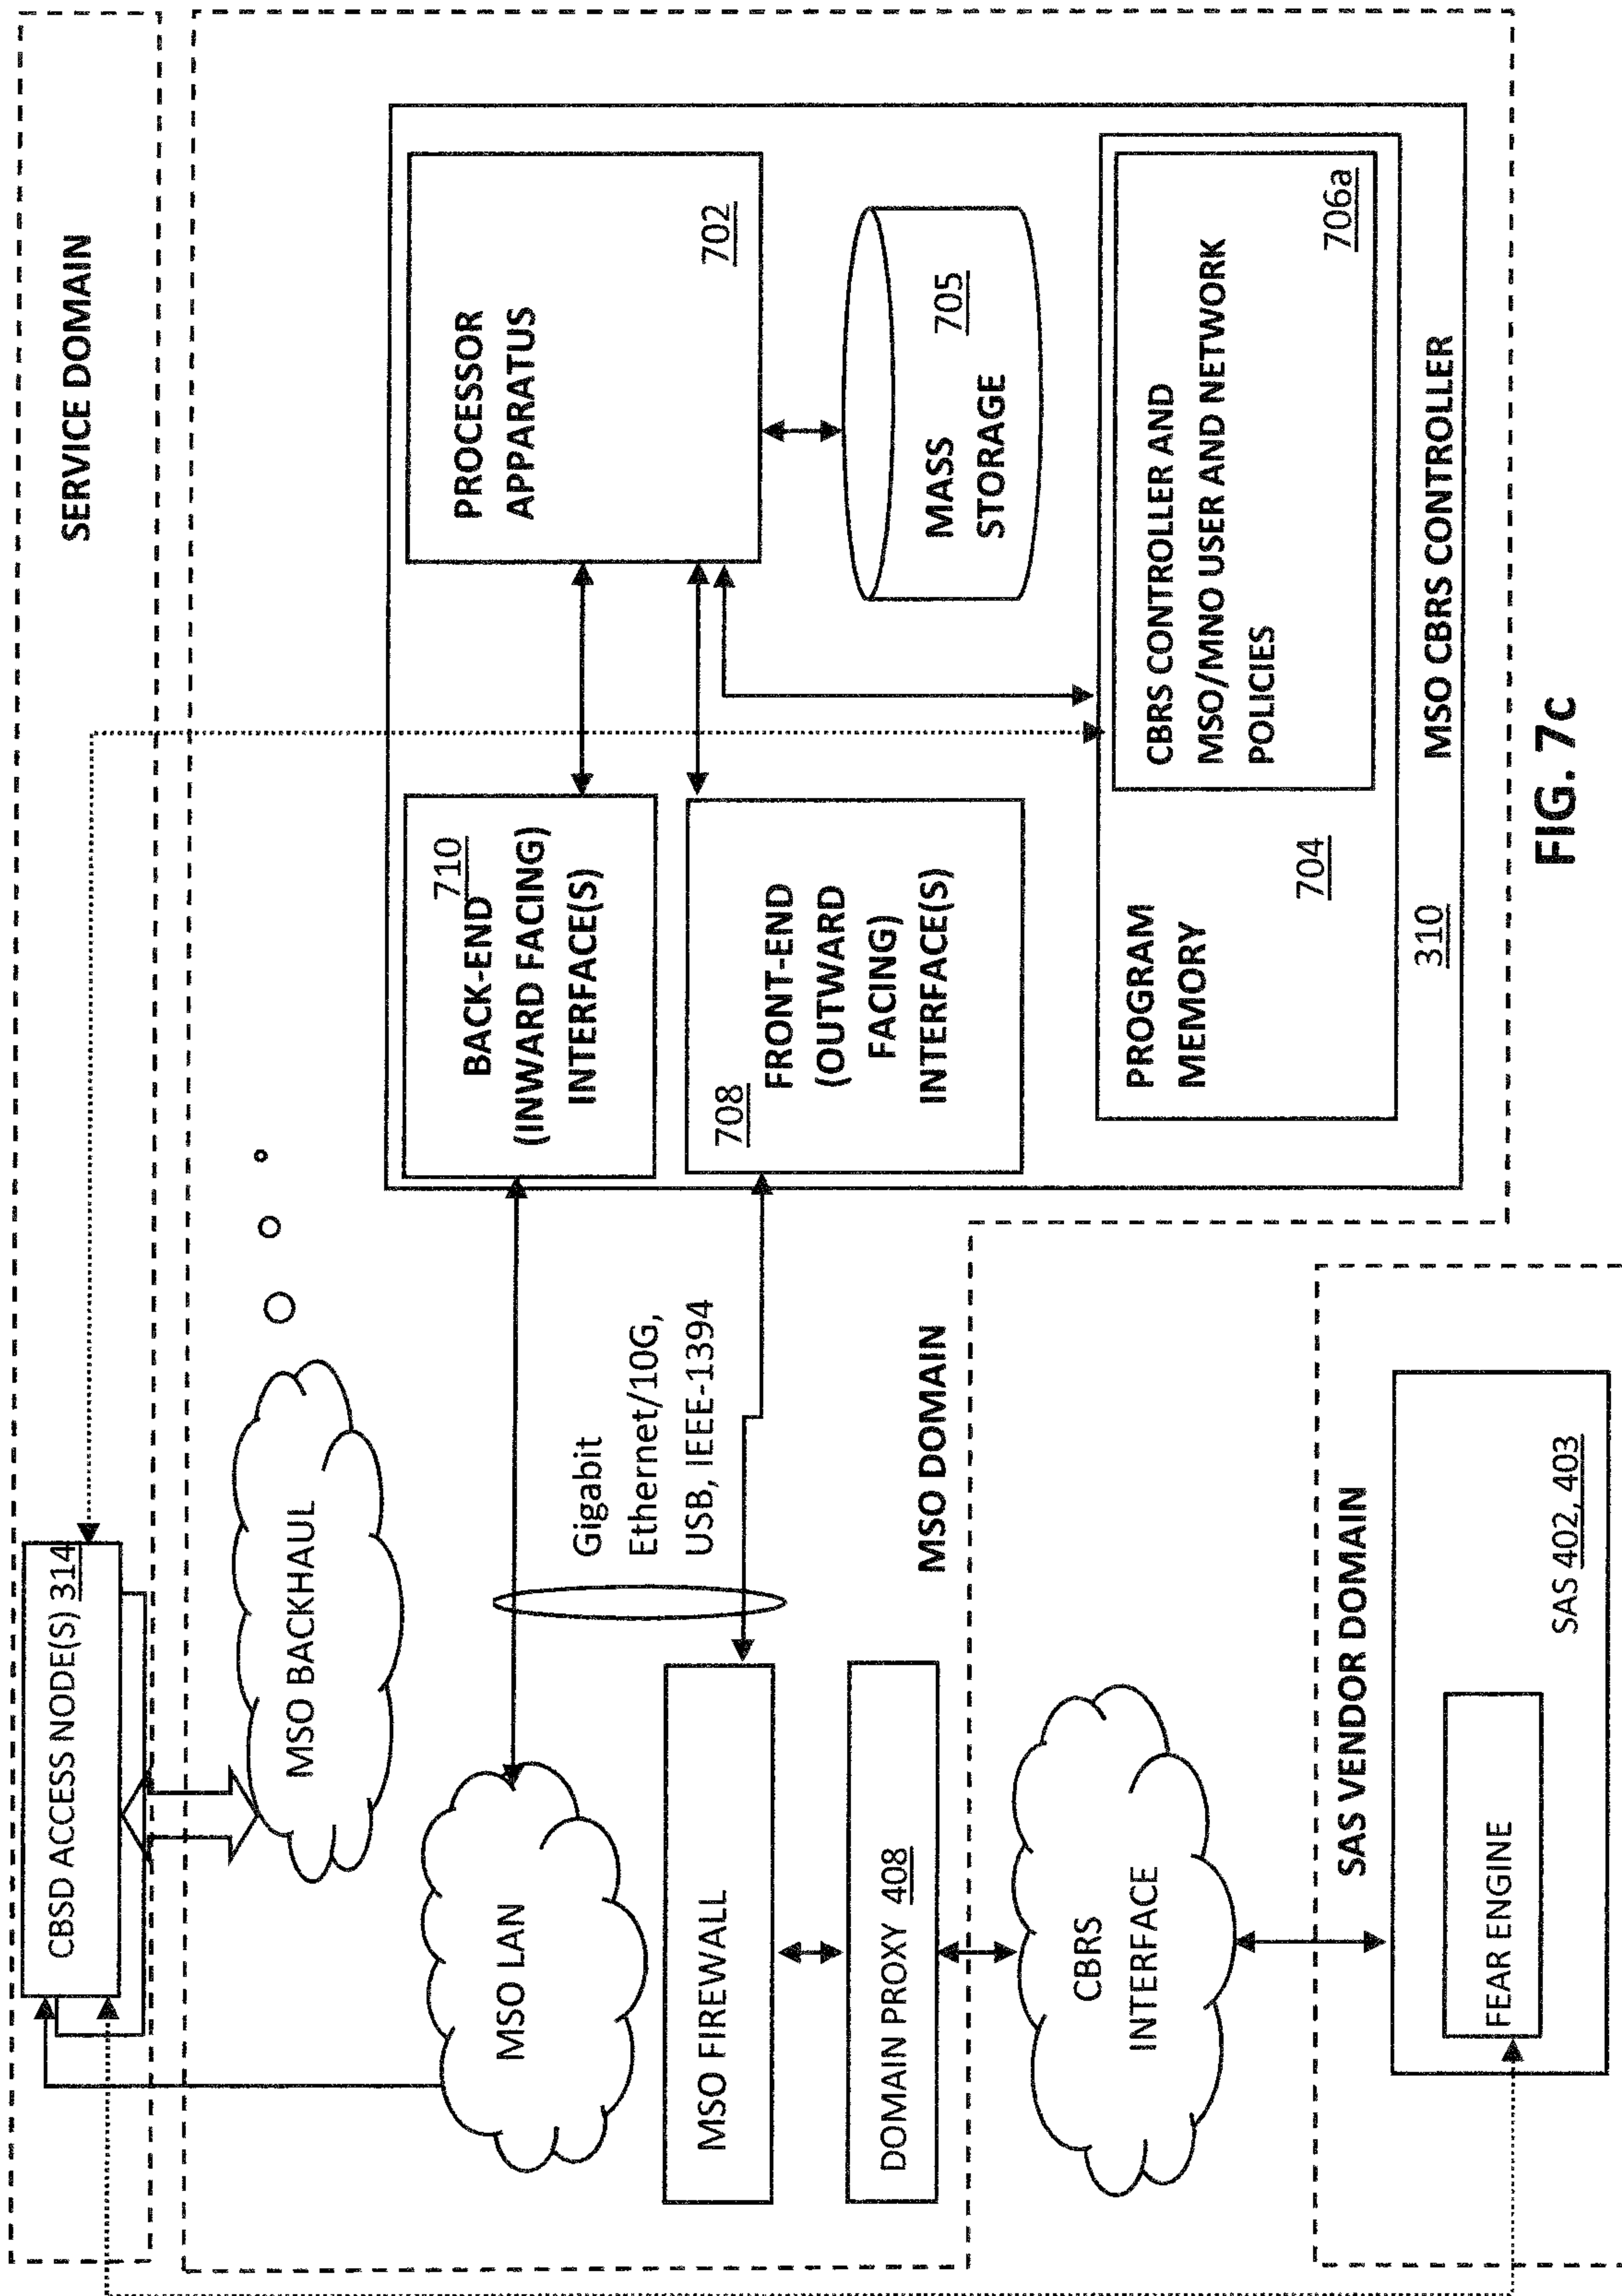 SERVICE DOMAIN
CBSD ACCESS NODE(S) 314
MSO BACKHAUL
MSO LAN
MSO FIREWALL
DOMAIN PROXY 408
Gigabit
Ethernet/10G,
USB, IEEE-1394
MSO DOMAIN
710
BACK-END
(INWARD FACING)
INTERFACE(S)
708
FRONT-END
(OUTWARD
FACING)
INTERFACE(S)
PROCESSOR
APPARATUS
702
MASS
STORAGE
705
PROGRAM
MEMORY
704
CBRS CONTROLLER AND
MSO/MNO USER AND NETWORK
POLICIES
706a
310
MSO CBRS CONTROLLER
CBRS
INTERFACE
SAS VENDOR DOMAIN
FEAR ENGINE
SAS 402, 403
FIG. 7c